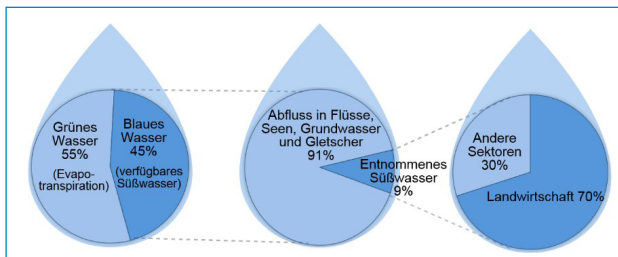 Grünes
Wasser
55%
(Evapo-
transpiration)
Blaues
Wasser
45%
(verfügbares
Süßwasser)
Abfluss in Flüsse,
Seen, Grundwasser
und Gletscher
91%
Entnommenes
Süßwasser
9%
Andere
Sektoren
30%
Landwirtschaft 70%